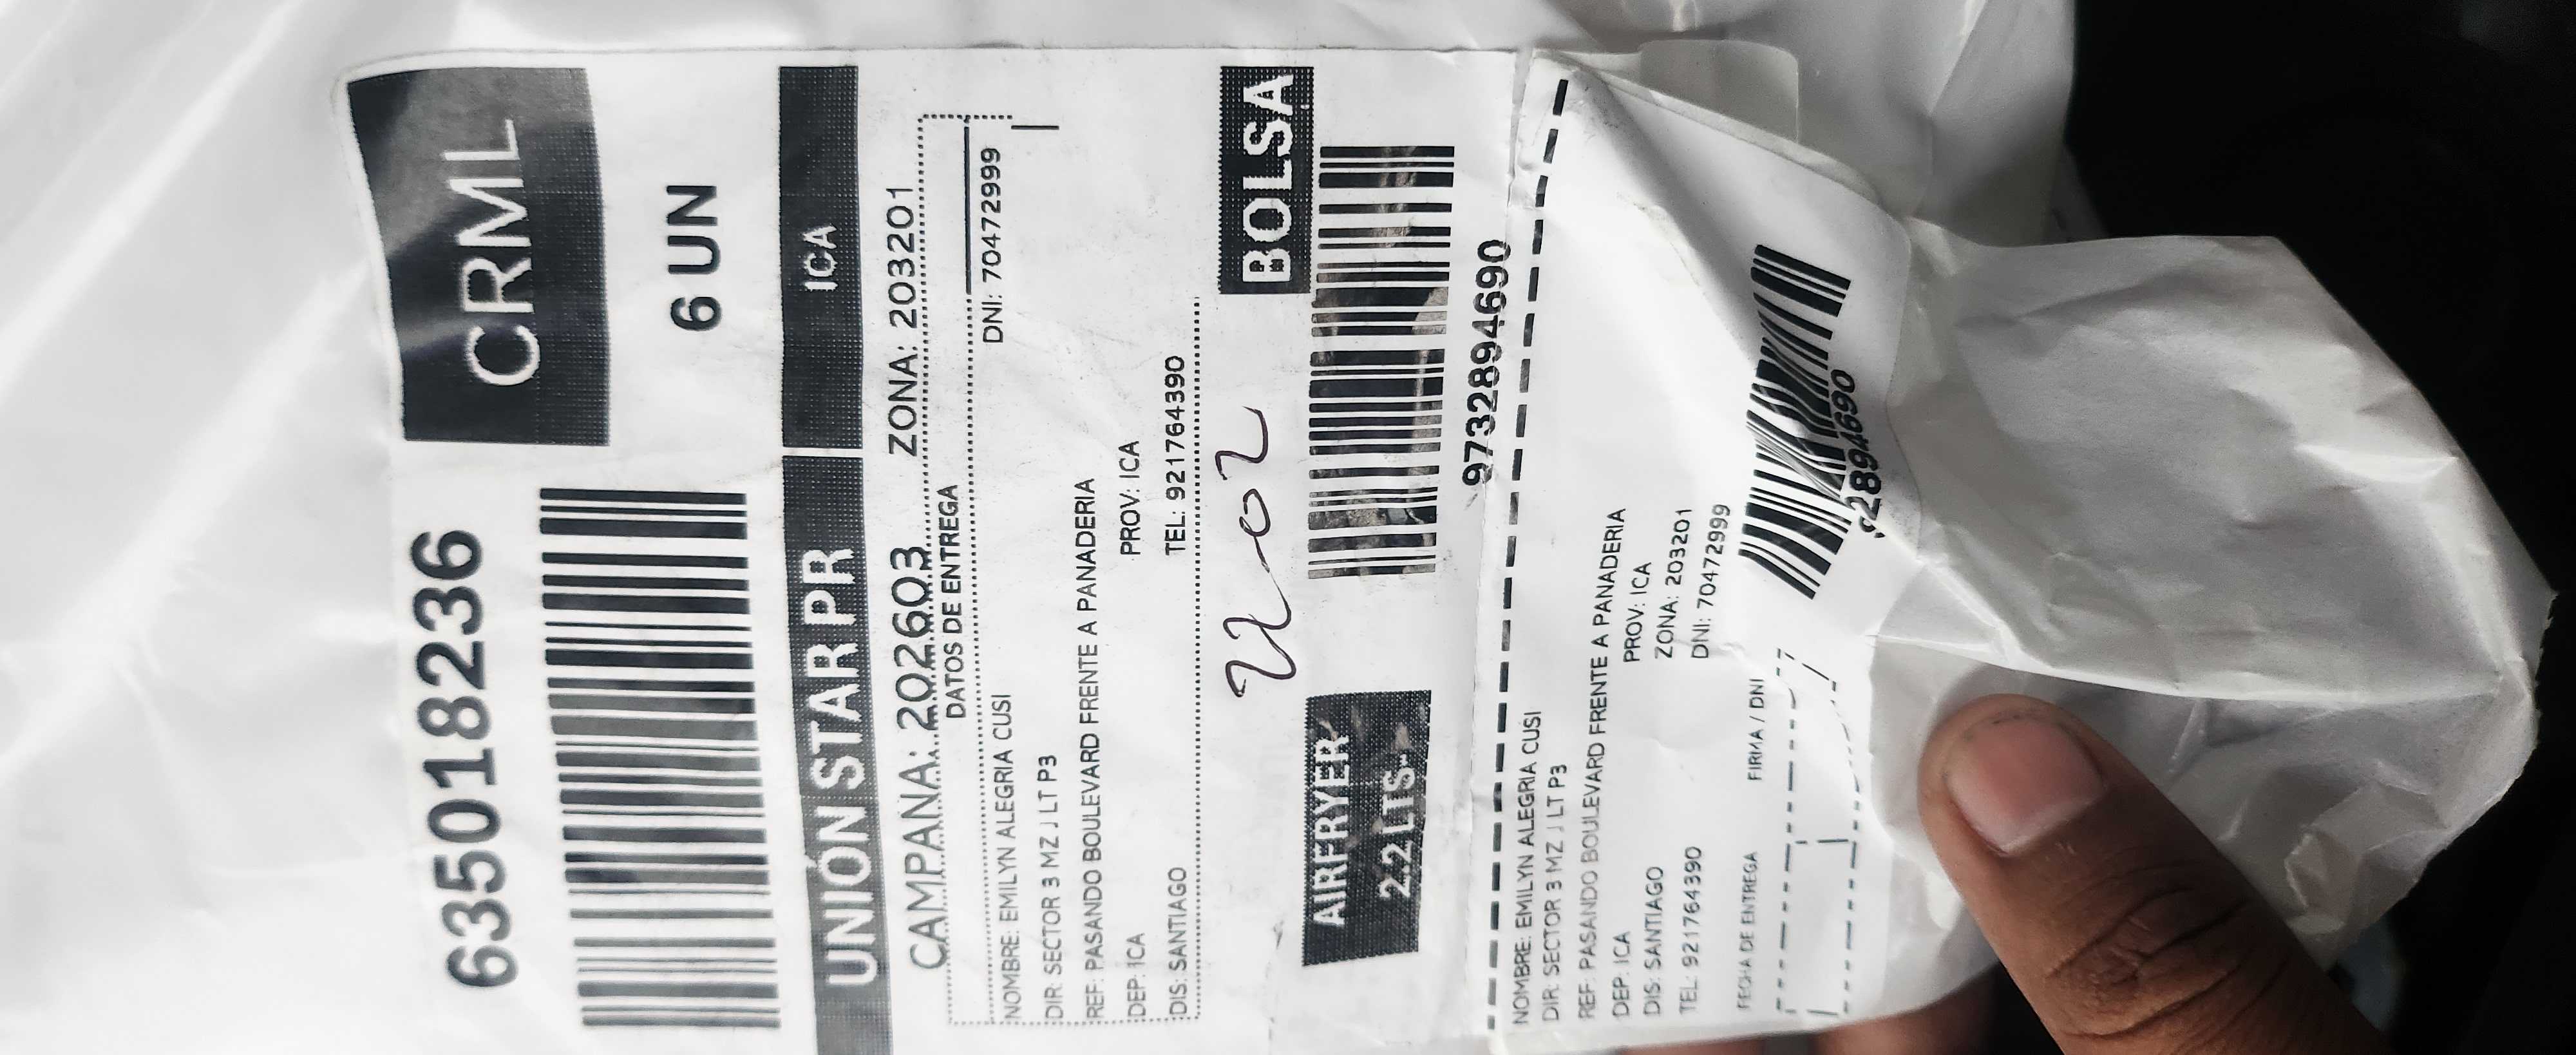 6350118236
CRML
6 UN
UNIÓN STAR PR
ICA
CAMPAÑA: 202603 ZONA: 203201
DATOS DE ENTREGA
NOMBRE: EMILYN ALEGRIA CUSI DNI: 70472999
DIR: SECTOR 3 MZ J LT P3
REF: PASANDO BOULEVARD FRENTE A PANADERIA
DEP: ICA PROV: ICA
DIS: SANTIAGO TEL: 921764390
BOLSA
AIRFRYER
2.2 LTS-
9732894690
NOMBRE: EMILYN ALEGRIA CUSI
DIR: SECTOR 3 MZ J LT P3
REF: PASANDO BOULEVARD FRENTE A PANADERIA
DEP: ICA PROV: ICA
DIS: SANTIAGO ZONA: 203201
TEL: 921764390 DNI: 70472999
FECHA DE ENTREGA FIRMA / DNI
2894690